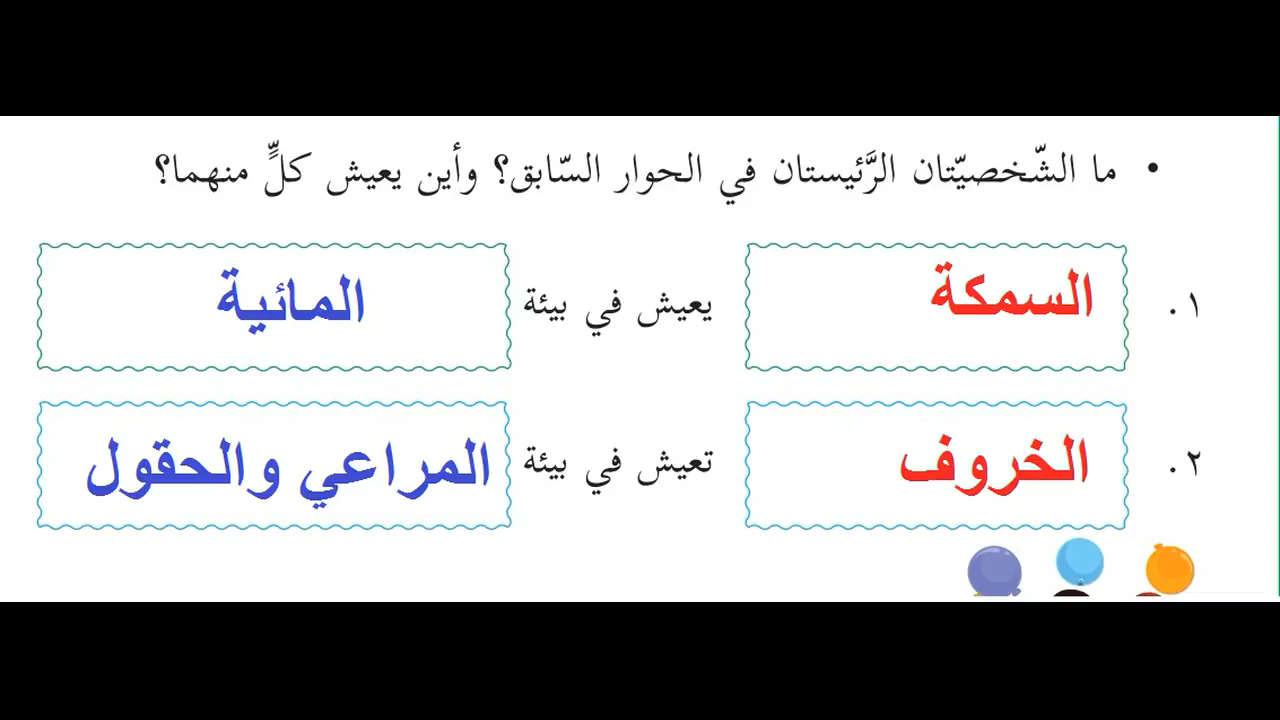 • ما الشّخصيّتان الرَّئيستان في الحوار السّابق؟ وأين يعيش كلٍّ منهما؟
١. السمكة يعيش في بيئة المائية
٢. الخروف تعيش في بيئة المراعي والحقول